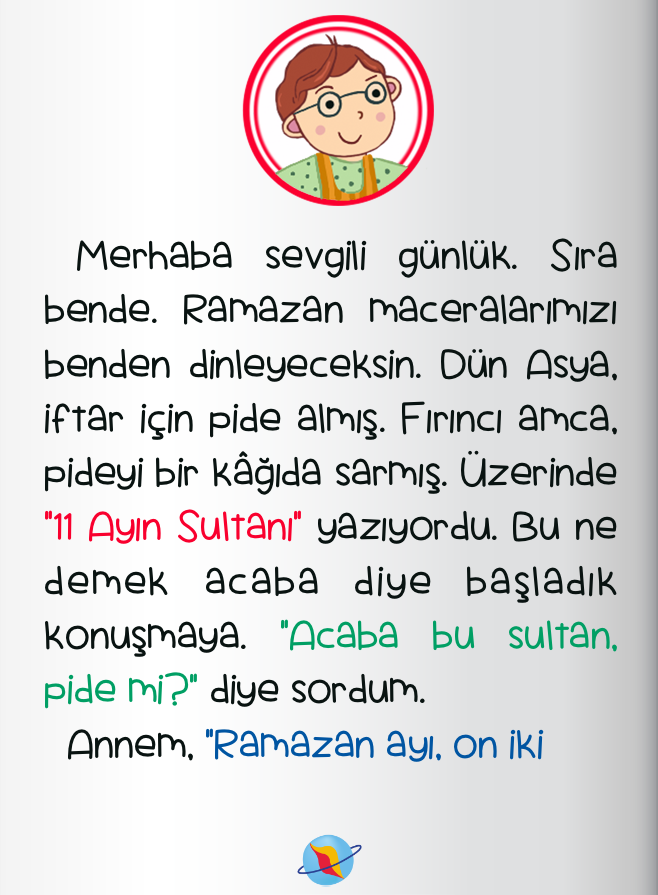 Merhaba sevgili günlük. Sıra
bende. Ramazan maceralarımızı
benden dinleyeceksin. Dün Asya,
iftar için pide almış. Fırıncı amca,
pideyi bir kâğıda sarmış. Üzerinde
"11 Ayın Sultanı" yazıyordu. Bu ne
demek acaba diye başladık
konuşmaya. "Acaba bu sultan,
pide mi?" diye sordum.
Annem, "Ramazan ayı, on iki